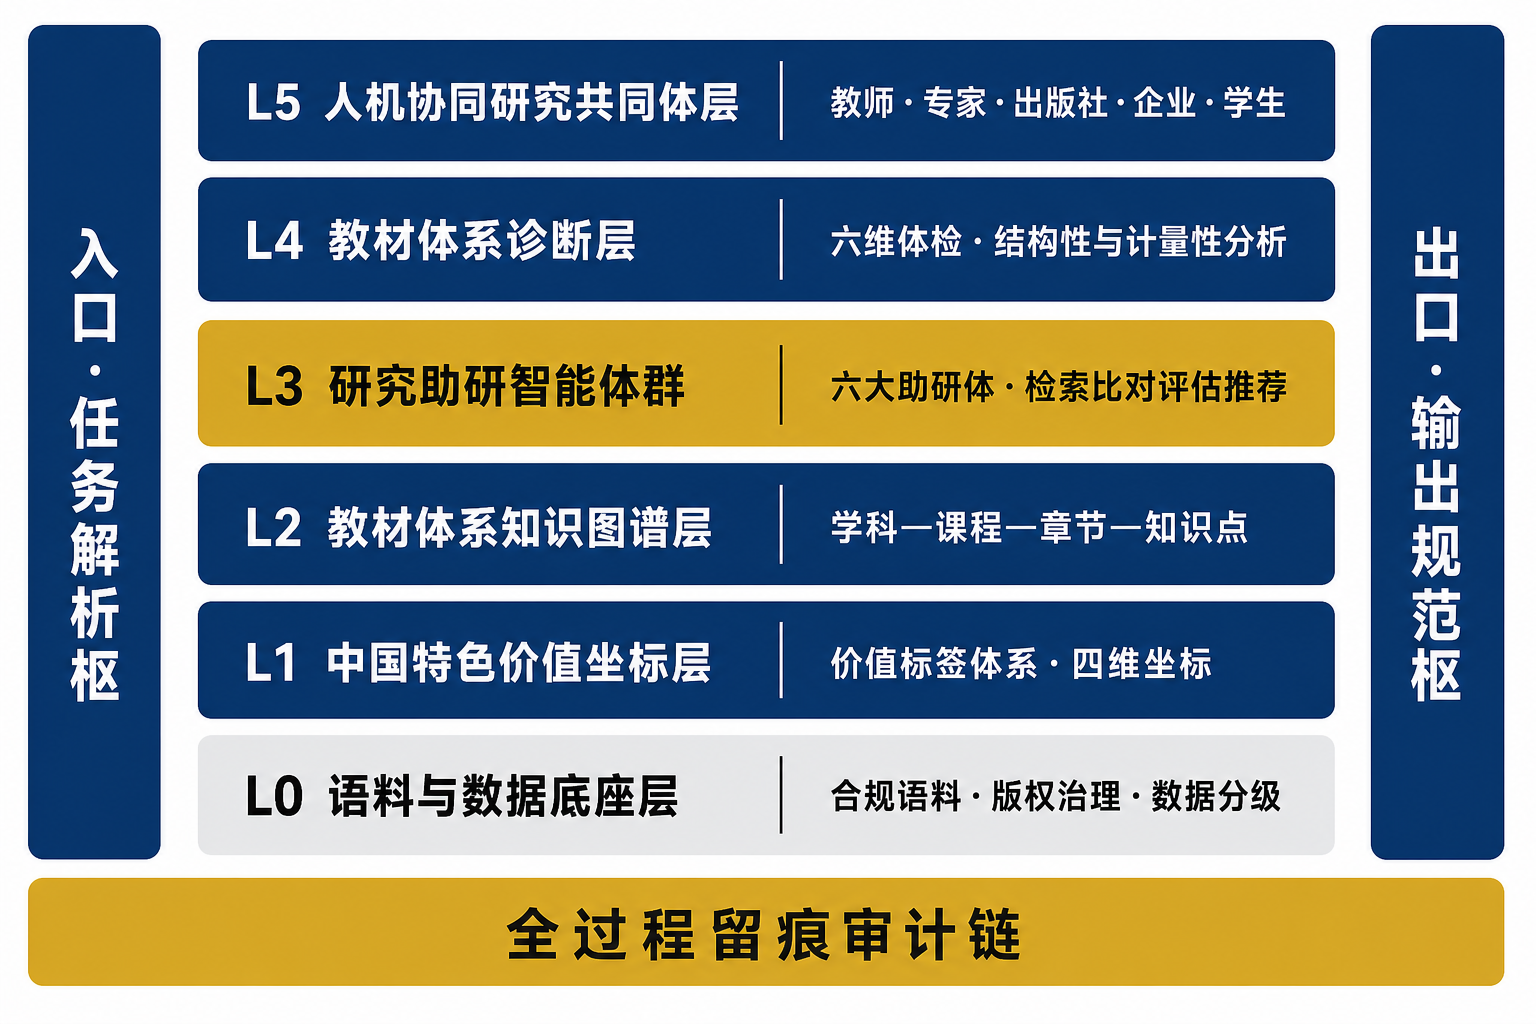 入口·任务解析枢
L5 人机协同研究共同体层
教师·专家·出版社·企业·学生
L4 教材体系诊断层
六维体检·结构性与计量性分析
L3 研究助研智能体群
六大助研体·检索比对评估推荐
L2 教材体系知识图谱层
学科—课程—章节—知识点
L1 中国特色价值坐标层
价值标签体系·四维坐标
L0 语料与数据底座层
合规语料·版权治理·数据分级
出口·输出规范枢
全过程留痕审计链